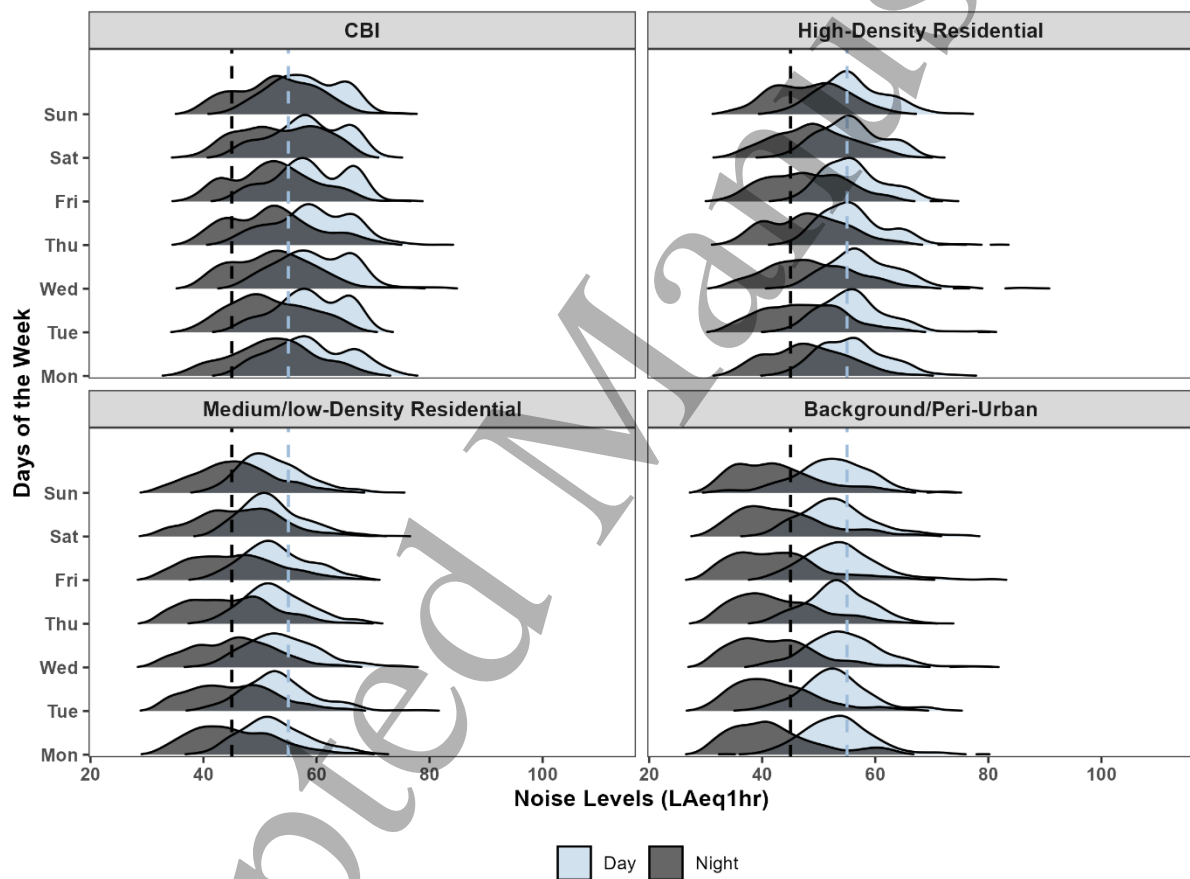 CBI
High-Density Residential
Sun
Sat
Fri
Thu
Wed
Tue
Mon
Medium/low-Density Residential
Background/Peri-Urban
Sun
Sat
Fri
Thu
Wed
Tue
Mon
Days of the Week
20 40 60 80 100
20 40 60 80 100
Noise Levels (LAeq1hr)
Day Night